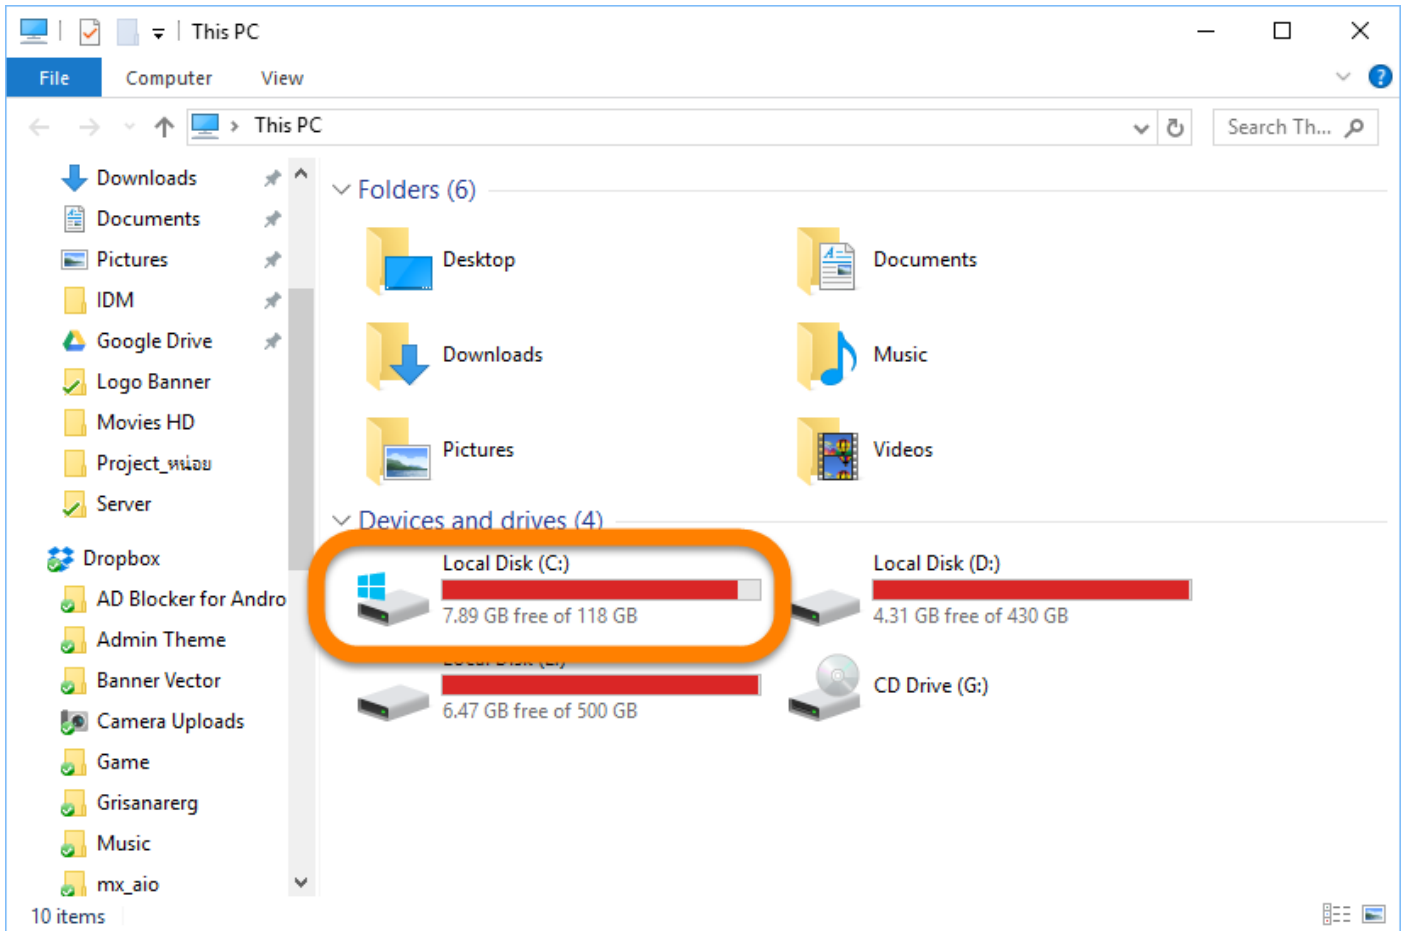 This PC
File Computer View
This PC
Search Th...
Downloads
Documents
Pictures
IDM
Google Drive
Logo Banner
Movies HD
Project_หน่อย
Server
Dropbox
AD Blocker for Andro
Admin Theme
Banner Vector
Camera Uploads
Game
Grisanarerg
Music
mx_aio
Folders (6)
Desktop
Documents
Downloads
Music
Pictures
Videos
Devices and drives (4)
Local Disk (C:)
7.89 GB free of 118 GB
Local Disk (D:)
4.31 GB free of 430 GB
6.47 GB free of 500 GB
CD Drive (G:)
10 items